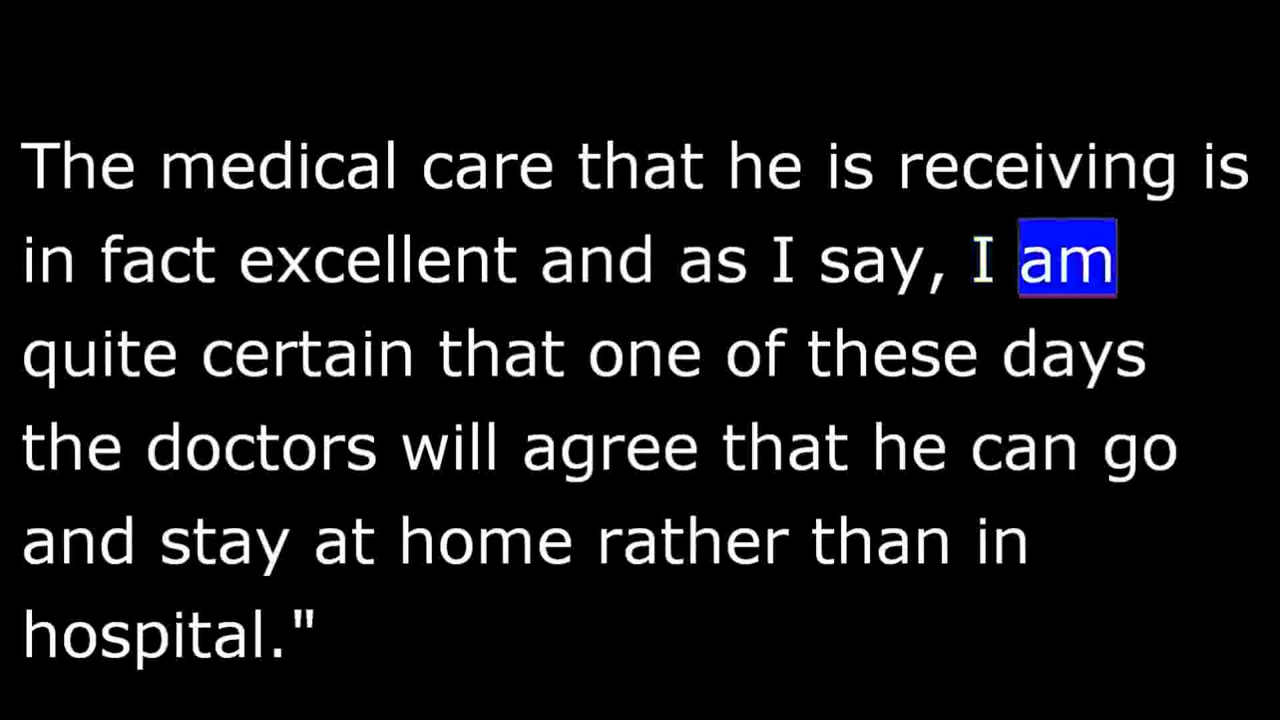 The medical care that he is receiving is
in fact excellent and as I say, I am
quite certain that one of these days
the doctors will agree that he can go
and stay at home rather than in
hospital."